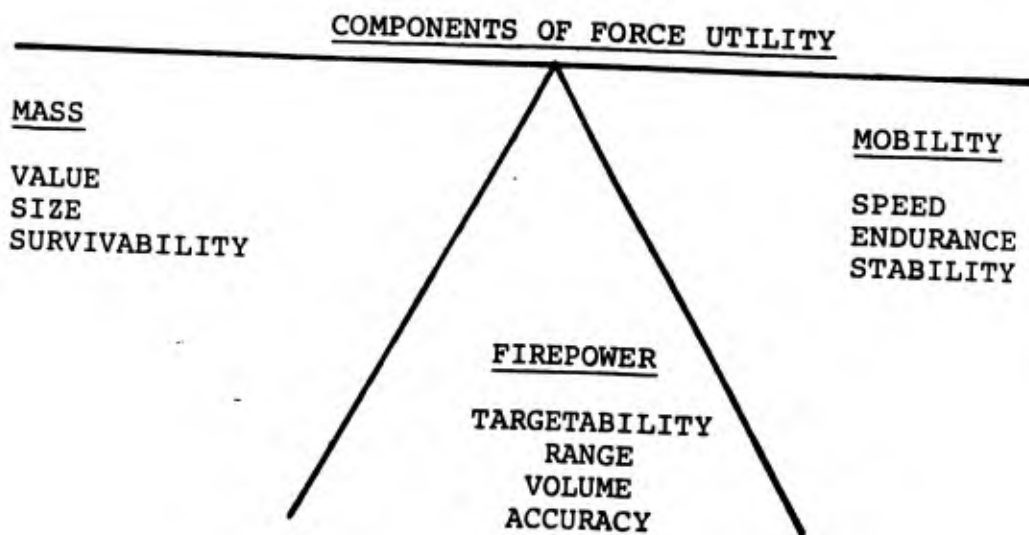 COMPONENTS OF FORCE UTILITY
MASS
VALUE
SIZE
SURVIVABILITY
MOBILITY
SPEED
ENDURANCE
STABILITY
FIREPOWER
TARGETABILITY
RANGE
VOLUME
ACCURACY